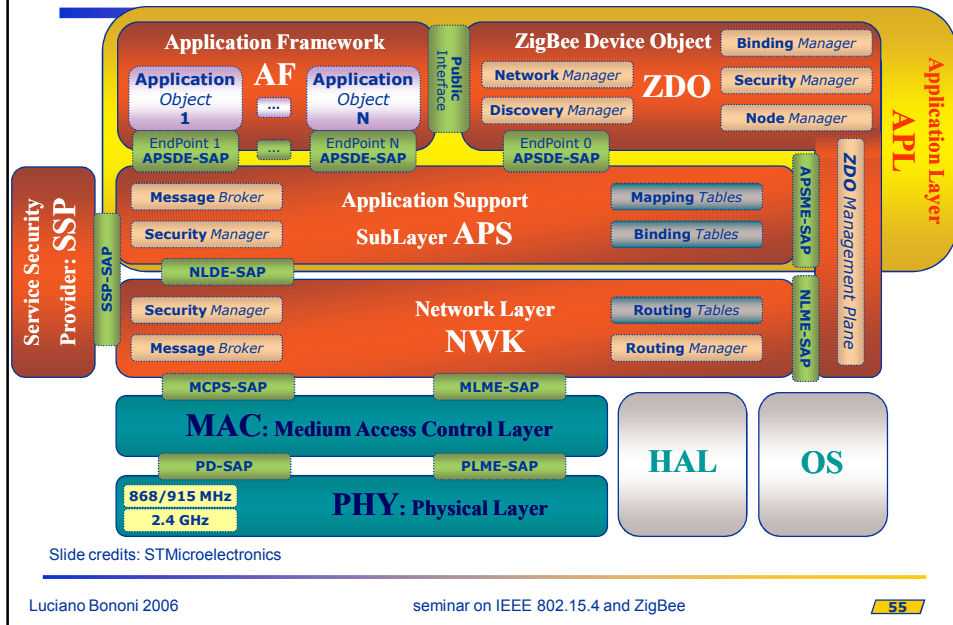 Application Framework
AF
Application
Object
1
...
Application
Object
N
Public
Interface
ZigBee Device Object
ZDO
Network Manager
Discovery Manager
Binding Manager
Security Manager
Node Manager
Application Layer
APL
EndPoint 1
APSDE-SAP
...
EndPoint N
APSDE-SAP
EndPoint 0
APSDE-SAP
Service Security
Provider: SSP
SSP-SAP
Message Broker
Security Manager
Application Support
SubLayer APS
Mapping Tables
Binding Tables
APSME-SAP
ZDO Management Plane
NLDE-SAP
Security Manager
Message Broker
Network Layer
NWK
Routing Tables
Routing Manager
NLME-SAP
MCPS-SAP
MLME-SAP
MAC: Medium Access Control Layer
PD-SAP
PLME-SAP
868/915 MHz
2.4 GHz
PHY: Physical Layer
HAL
OS
Slide credits: STMicroelectronics
Luciano Bononi 2006
seminar on IEEE 802.15.4 and ZigBee
55